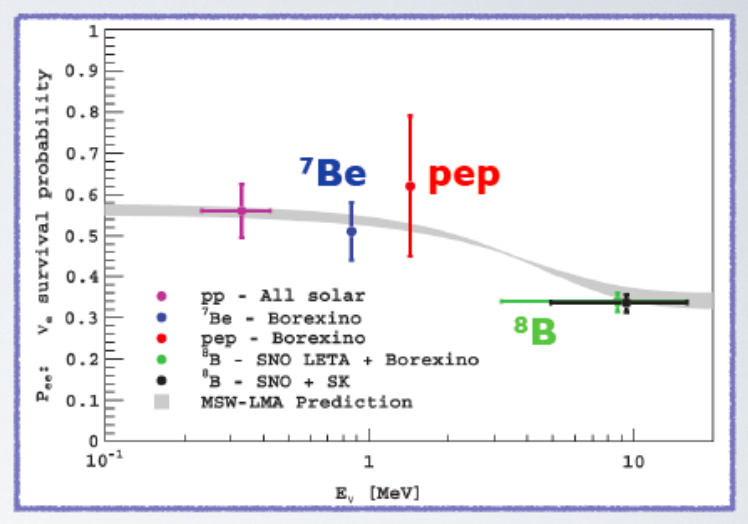 1
0.9
0.8
0.7
0.6
0.5
0.4
0.3
0.2
0.1
0
Pee: νe survival probability
⁷Be
pep
⁸B
pp - All solar
⁷Be - Borexino
pep - Borexino
⁸B - SNO LETA + Borexino
⁸B - SNO + SK
MSW-LMA Prediction
10⁻¹
1
10
Eν [MeV]